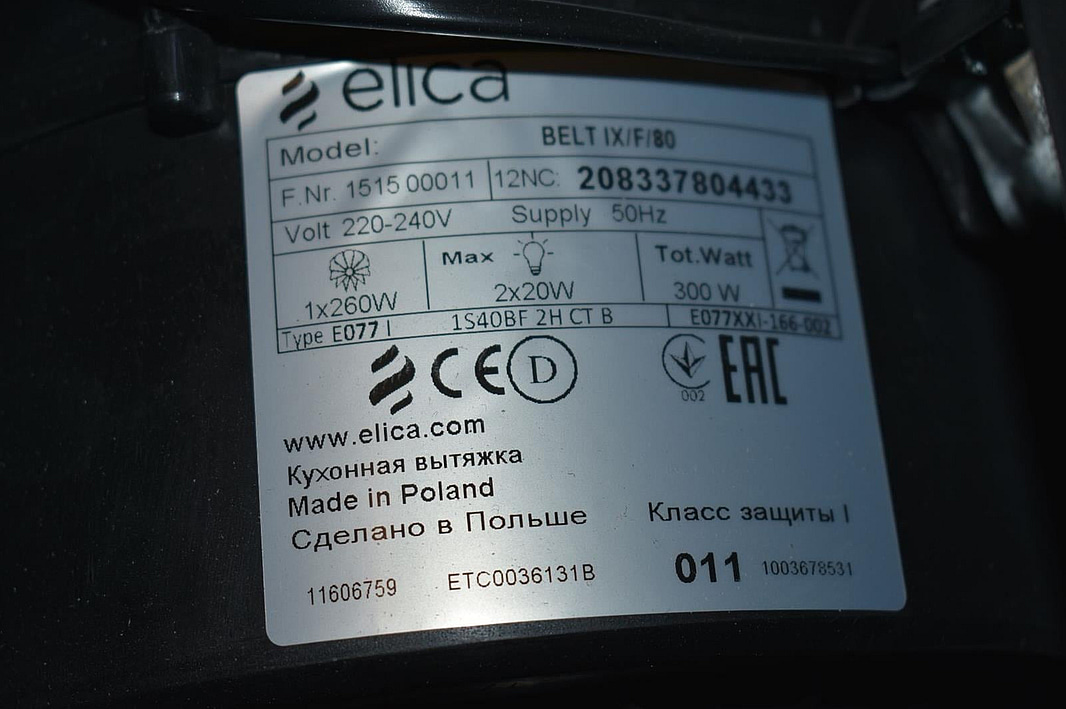 elica
Model: BELT IX/F/80
F.Nr. 1515 00011 12NC: 208337804433
Volt 220-240V Supply 50Hz
Max Tot.Watt
1x260W 2x20W 300 W
Type E077 I 1S40BF 2H CT B E077XXI-166-002
CE D 002 EAC
www.elica.com
Кухонная вытяжка
Made in Poland
Сделано в Польше Класс защиты I
11606759 ETC0036131B 011 1003678531